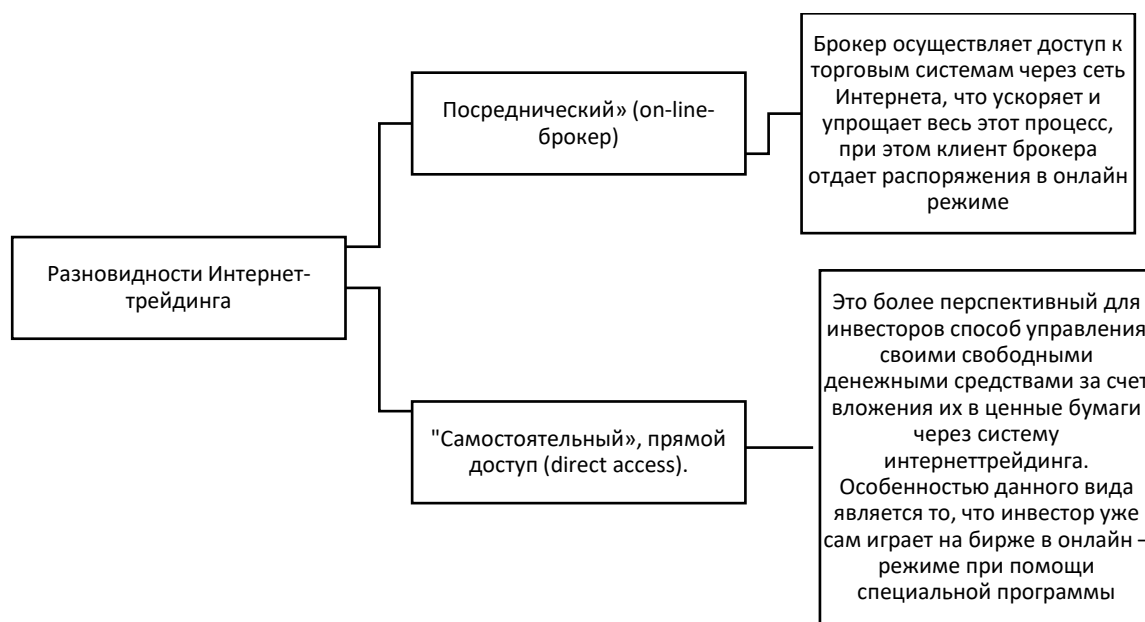 Разновидности Интернет-
трейдинга
Посреднический» (on-line-
брокер)
Брокер осуществляет доступ к
торговым системам через сеть
Интернета, что ускоряет и
упрощает весь этот процесс,
при этом клиент брокера
отдает распоряжения в онлайн
режиме
"Самостоятельный», прямой
доступ (direct access).
Это более перспективный для
инвесторов способ управления
своими свободными
денежными средствами за счет
вложения их в ценные бумаги
через систему
интернеттрейдинга.
Особенностью данного вида
является то, что инвестор уже
сам играет на бирже в онлайн –
режиме при помощи
специальной программы